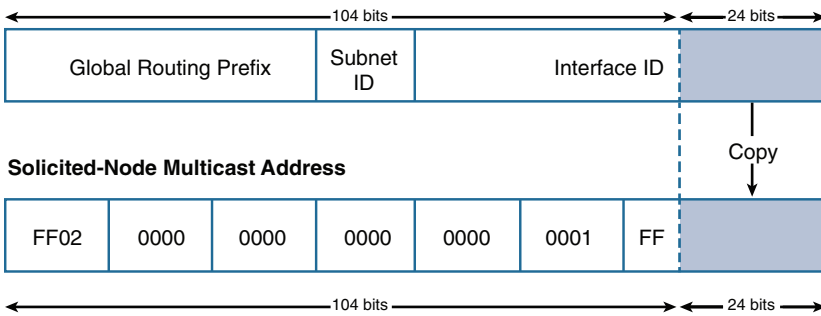 104 bits 24 bits
Global Routing Prefix Subnet ID Interface ID
Copy
Solicited-Node Multicast Address
FF02 0000 0000 0000 0000 0001 FF
104 bits 24 bits